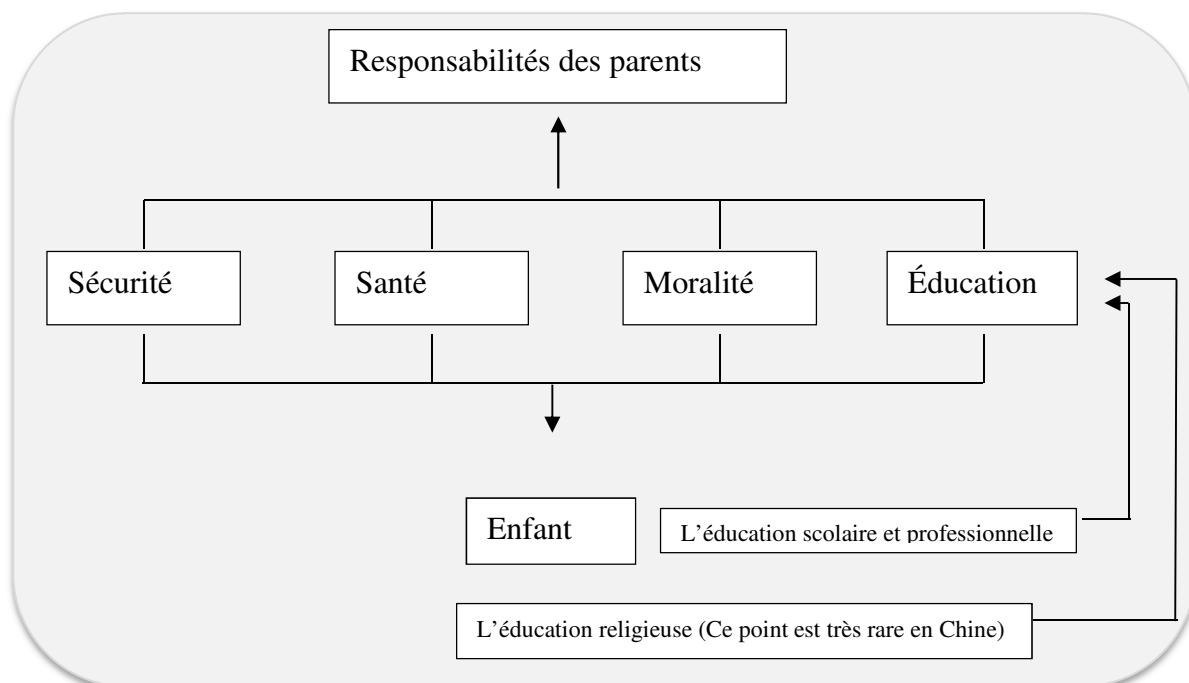 Responsabilités des parents
Sécurité
Santé
Moralité
Éducation
Enfant
L’éducation scolaire et professionnelle
L’éducation religieuse (Ce point est très rare en Chine)